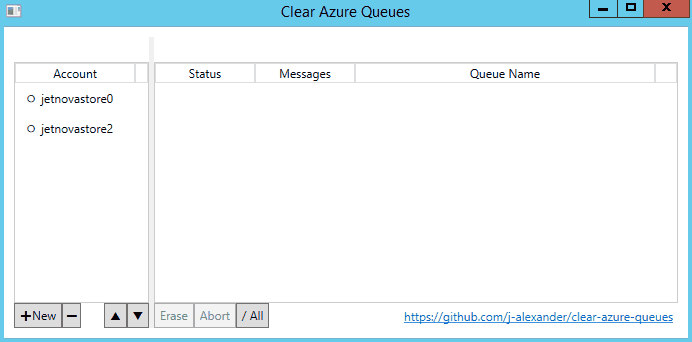 Clear Azure Queues
Account Status Messages Queue Name
jetnovastore0
jetnovastore2
+New − ▲ ▼ Erase Abort / All https://github.com/j-alexander/clear-azure-queues